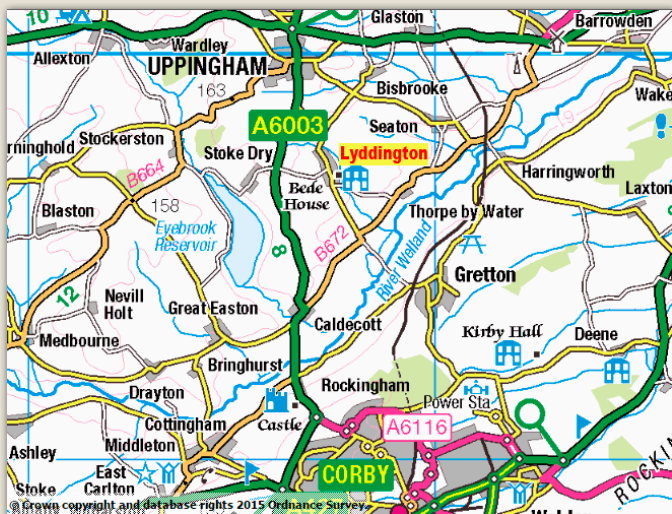 10
Glaston
Barrowden
Wardley
Allexton
UPPINGHAM
163
Bisbrooke
Wake
A6003
Seaton
Stockerston
rninghold
Stoke Dry
Lyddington
Harringworth
B664
Bede
House
Laxton
158
Blaston
Thorpe by Water
Eyebrook
Reservoir
8
B672
River Welland
Gretton
12
Nevill
Holt
Great Easton
Caldecott
Kirby Hall
Deene
Medbourne
Bringhurst
Rockingham
Drayton
Power Sta
Castle
Cottingham
A6116
Middleton
Ashley
East
Carlton
CORBY
ROCKIN
Stoke
© Crown copyright and database rights 2015 Ordnance Survey